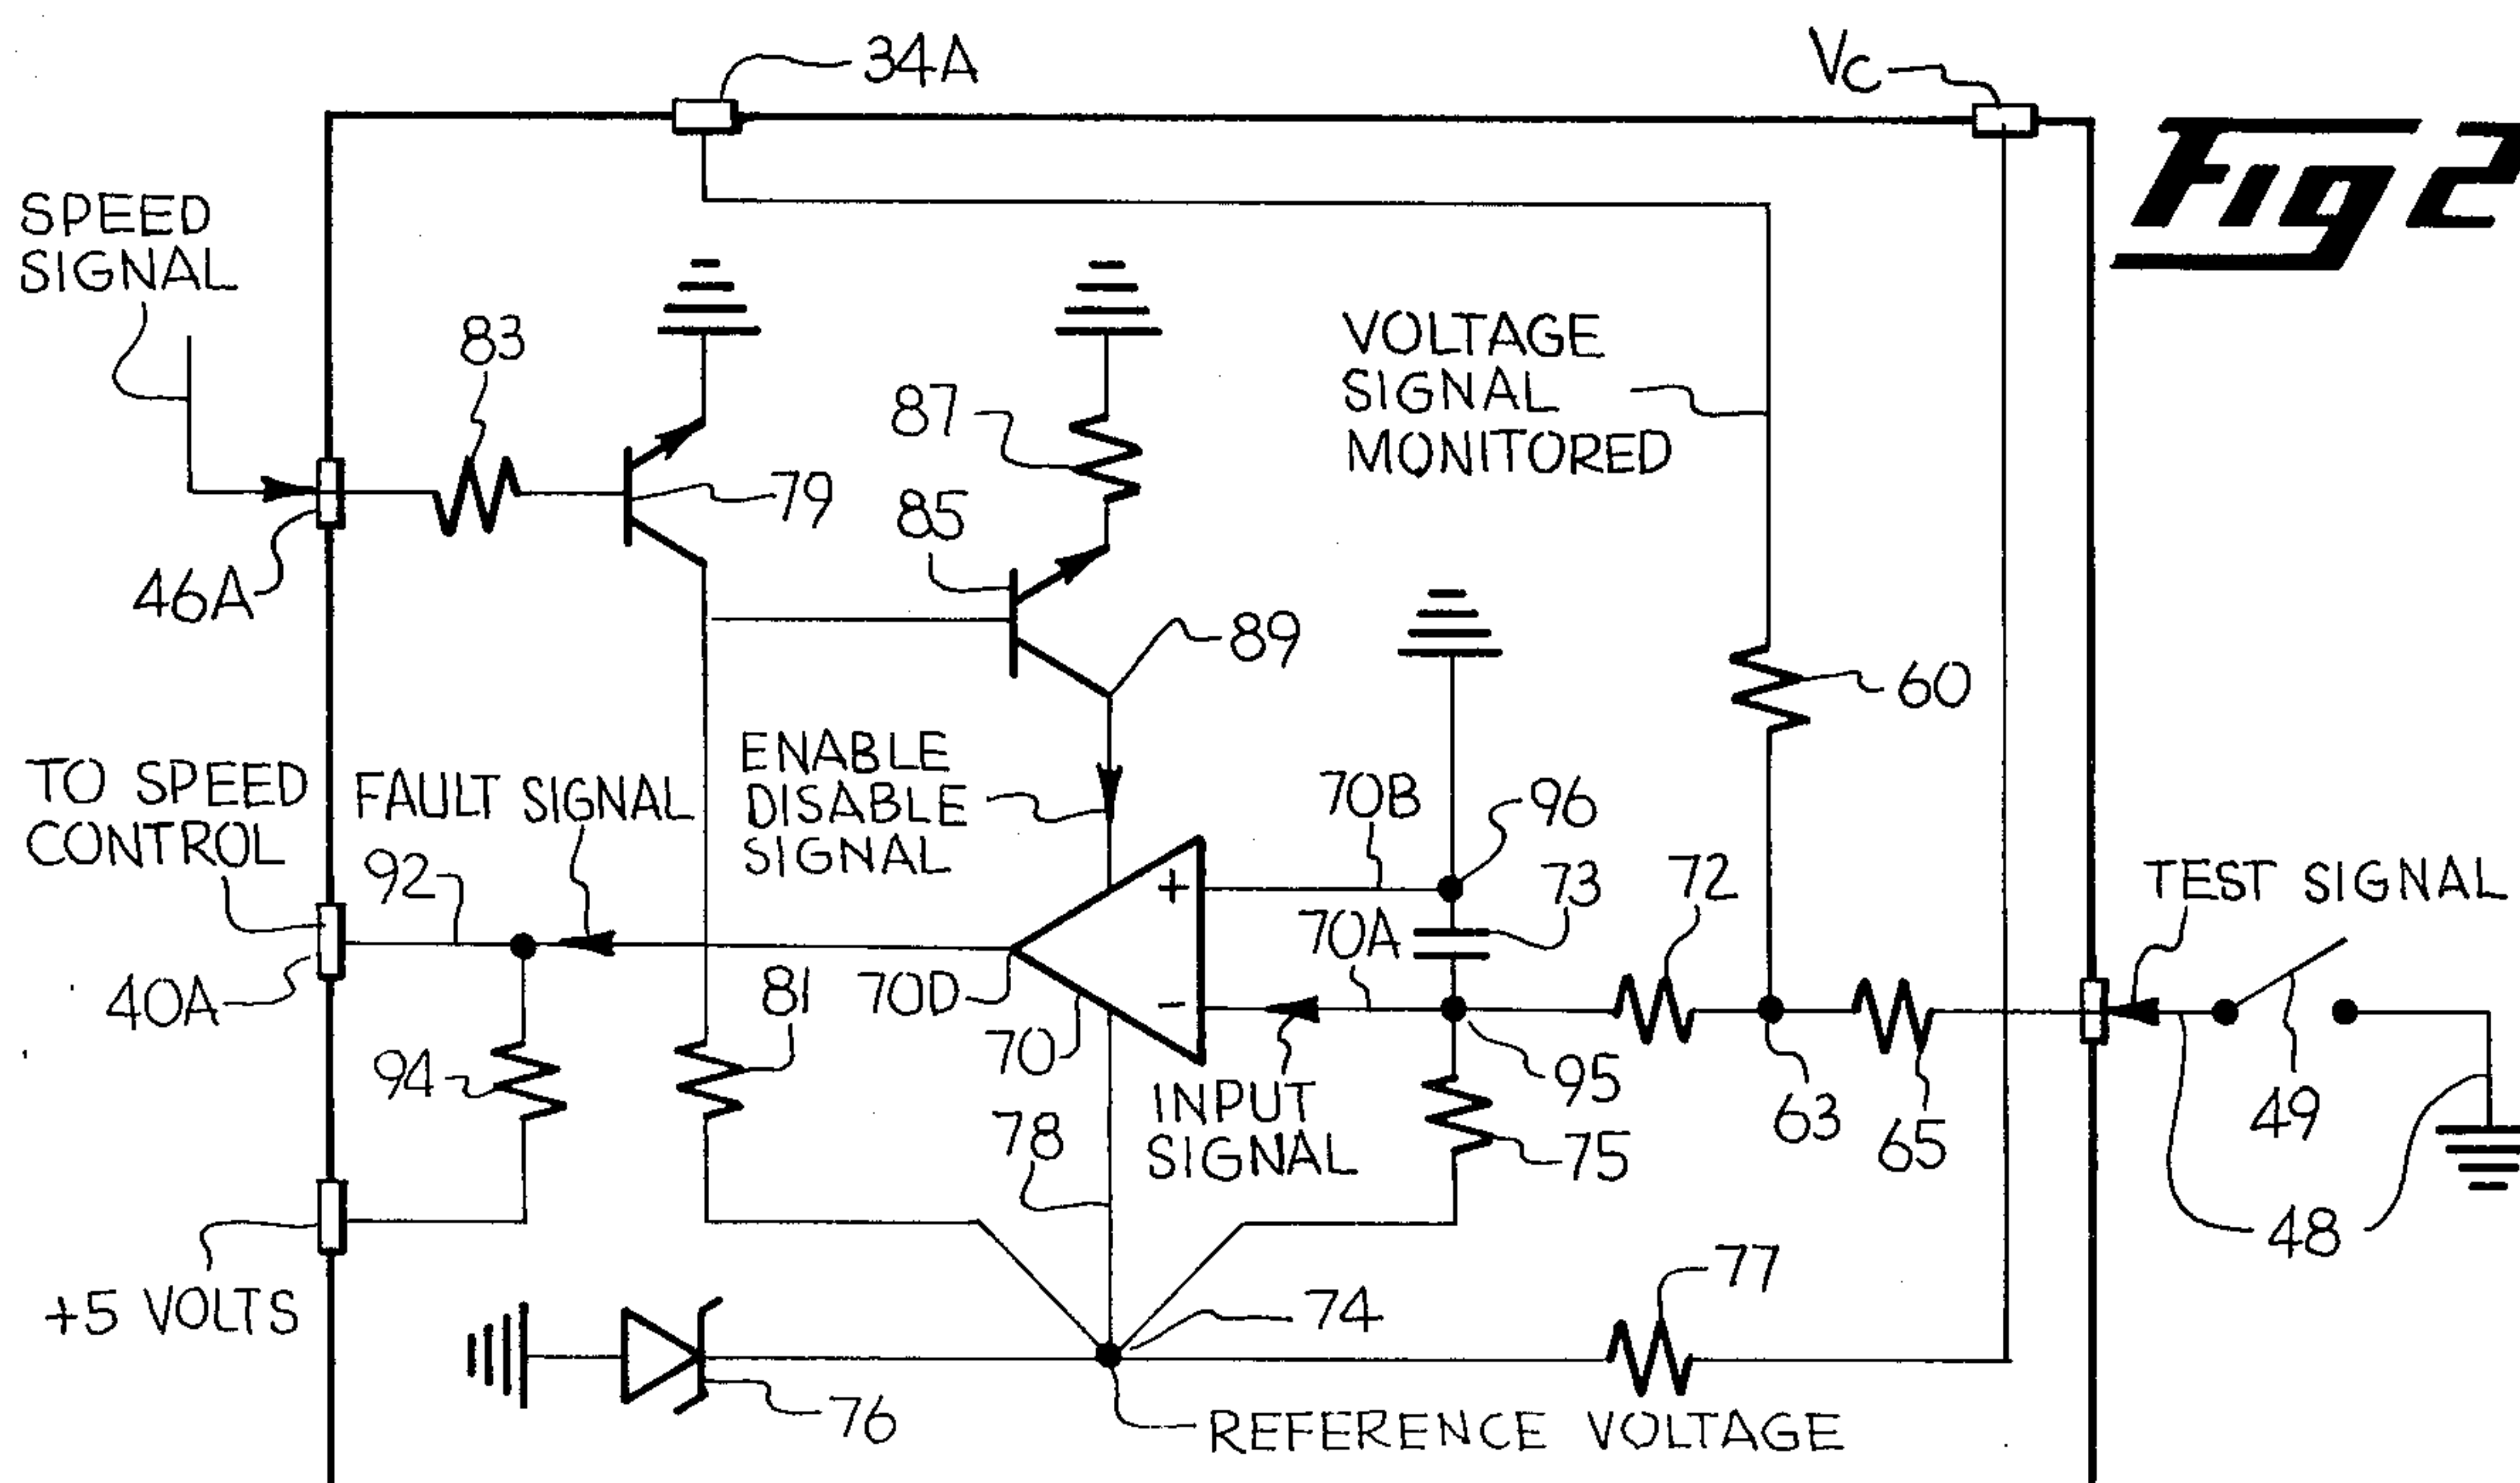 34A
VC
Fig 2
SPEED
SIGNAL
83
87
VOLTAGE
SIGNAL
MONITORED
79
85
46A
89
60
ENABLE
DISABLE
SIGNAL
TO SPEED
CONTROL
FAULT SIGNAL
70B
96
92
73
72
TEST SIGNAL
70A
+
40A
81
70D
-
70
94
95
INPUT
SIGNAL
63
65
49
78
75
48
77
+5 VOLTS
74
76
REFERENCE VOLTAGE